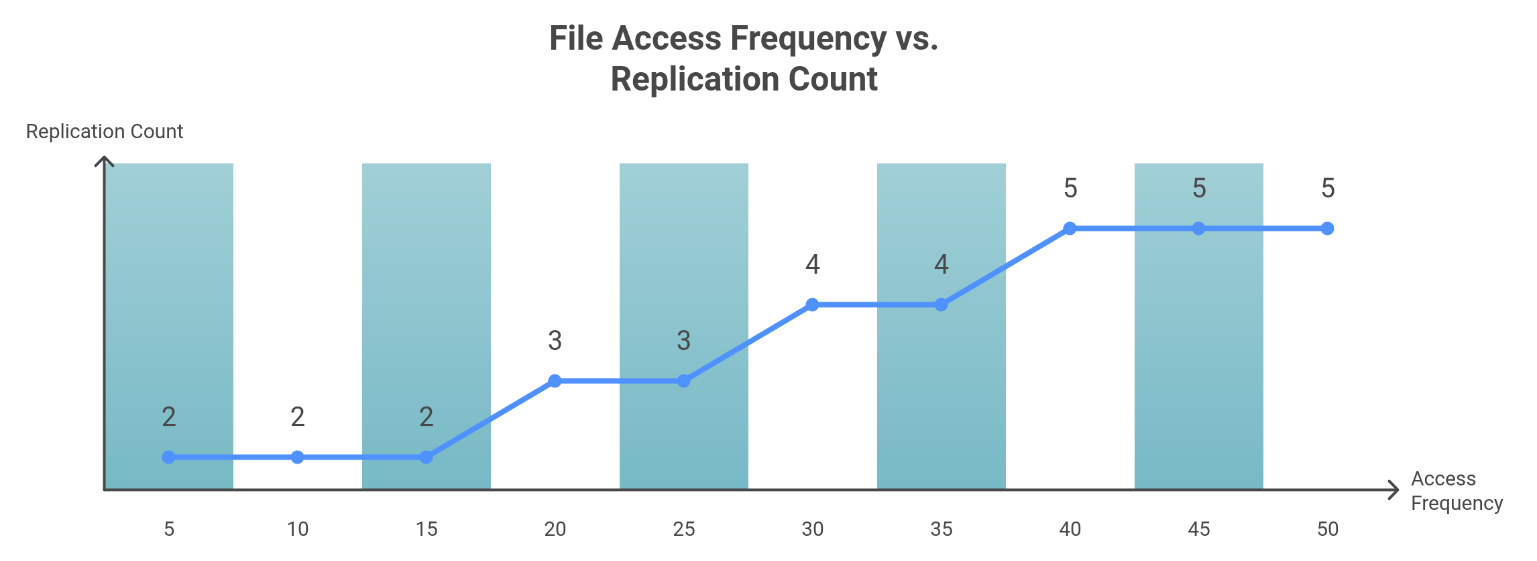 File Access Frequency vs.
Replication Count
Replication Count
5 5 5
4 4
3 3
2 2 2
Access
Frequency
5 10 15 20 25 30 35 40 45 50